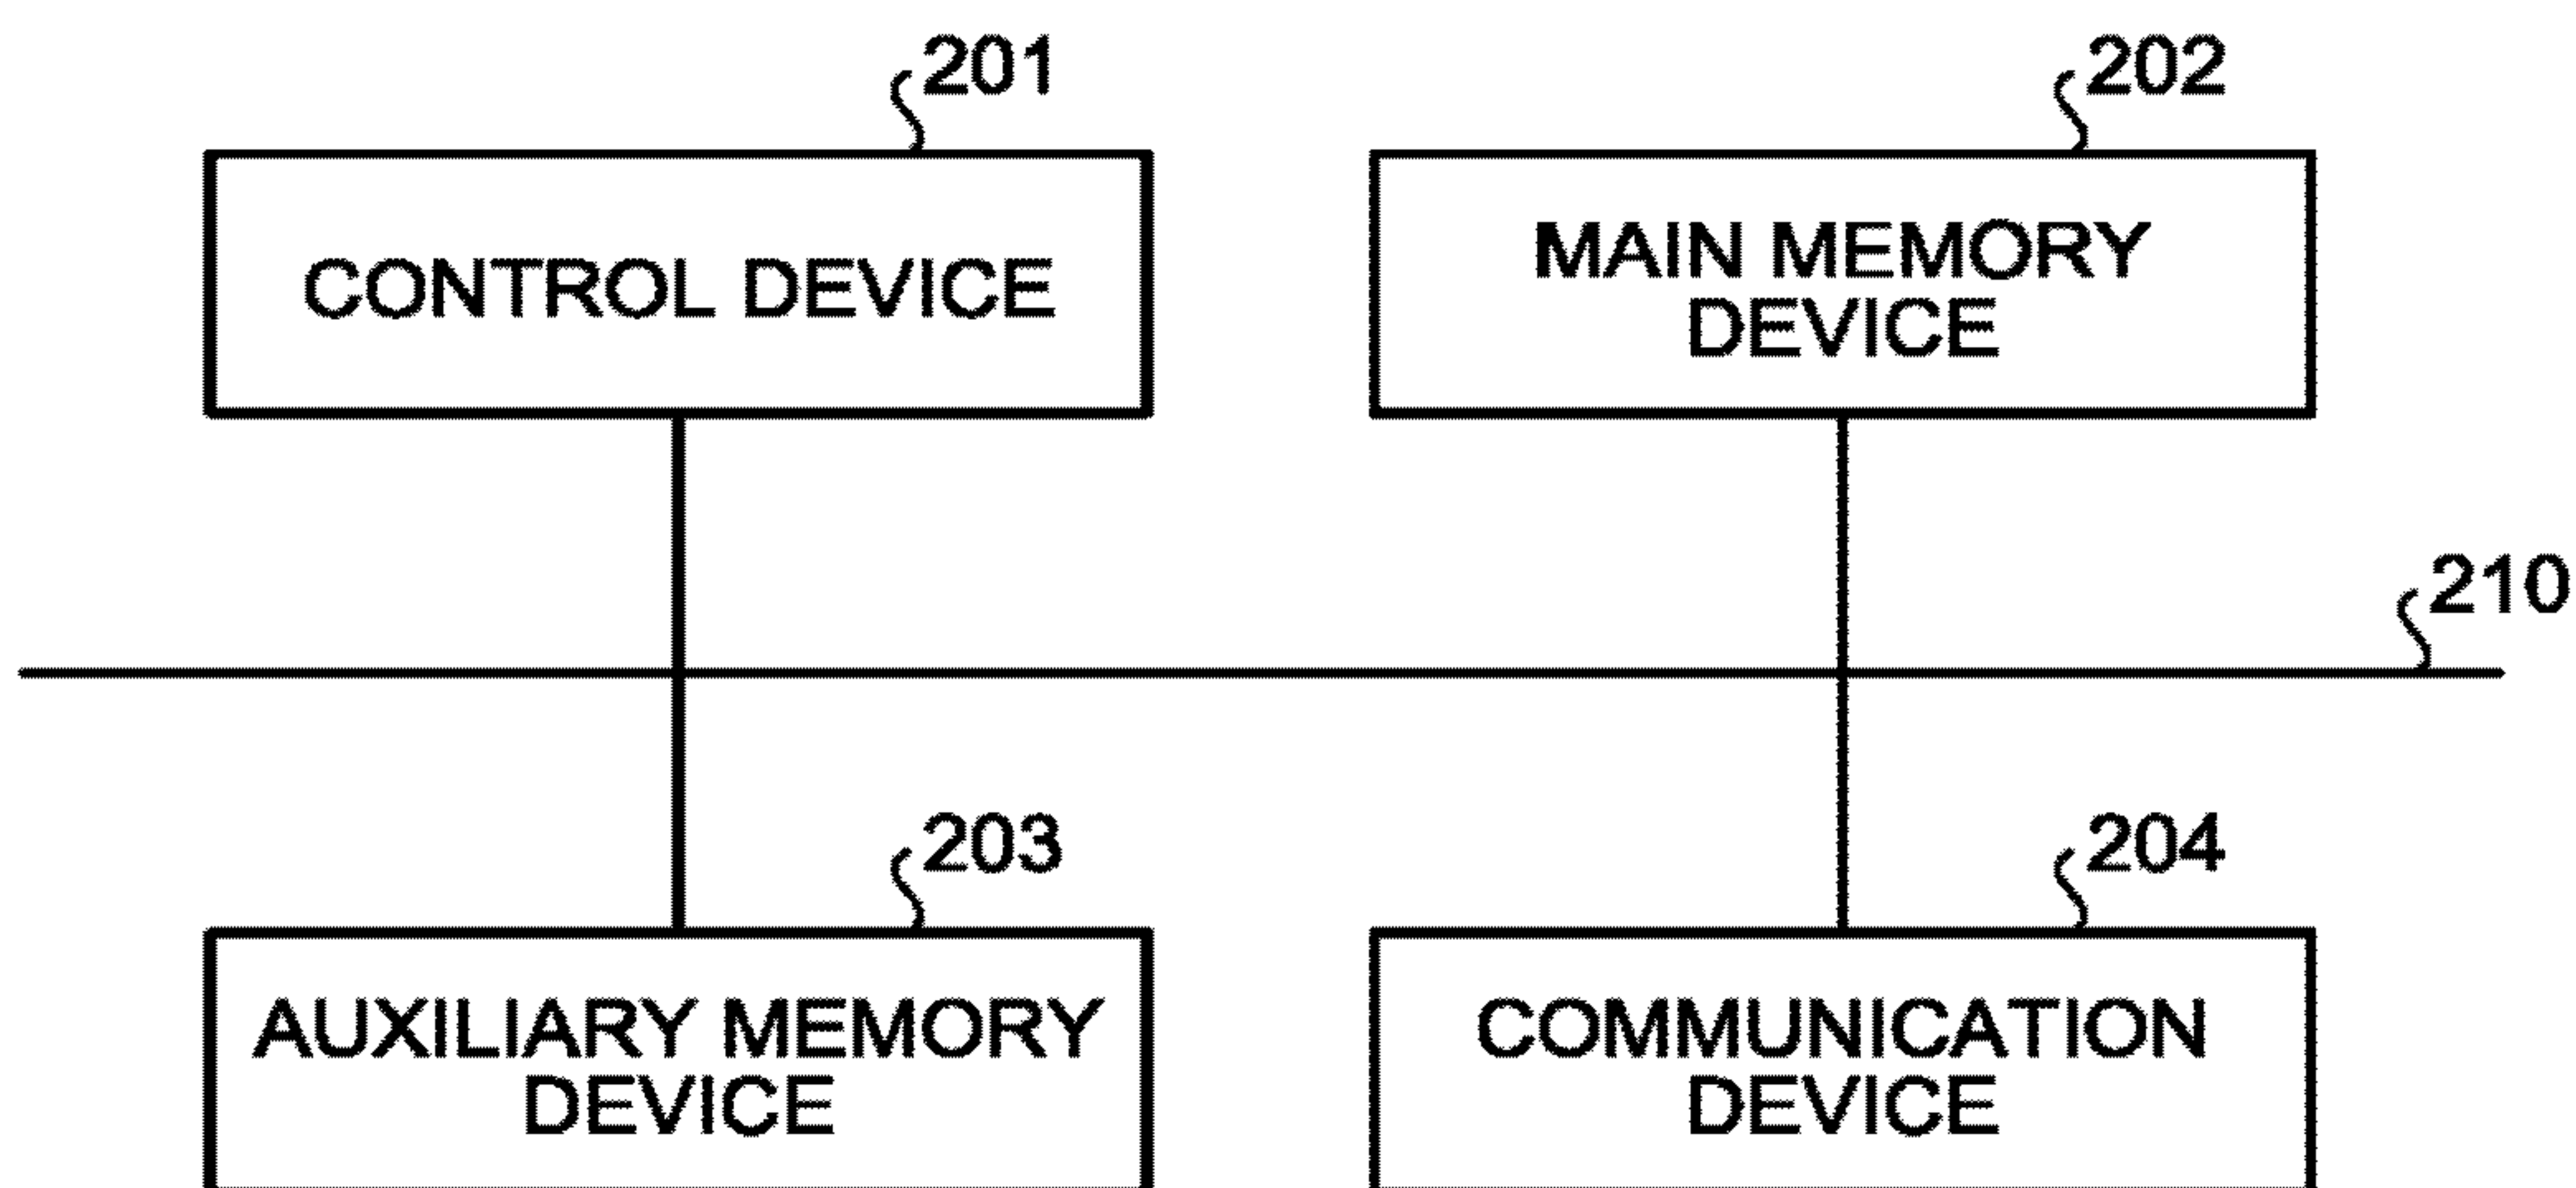 201
202
CONTROL DEVICE
MAIN MEMORY
DEVICE
210
203
204
AUXILIARY MEMORY
DEVICE
COMMUNICATION
DEVICE